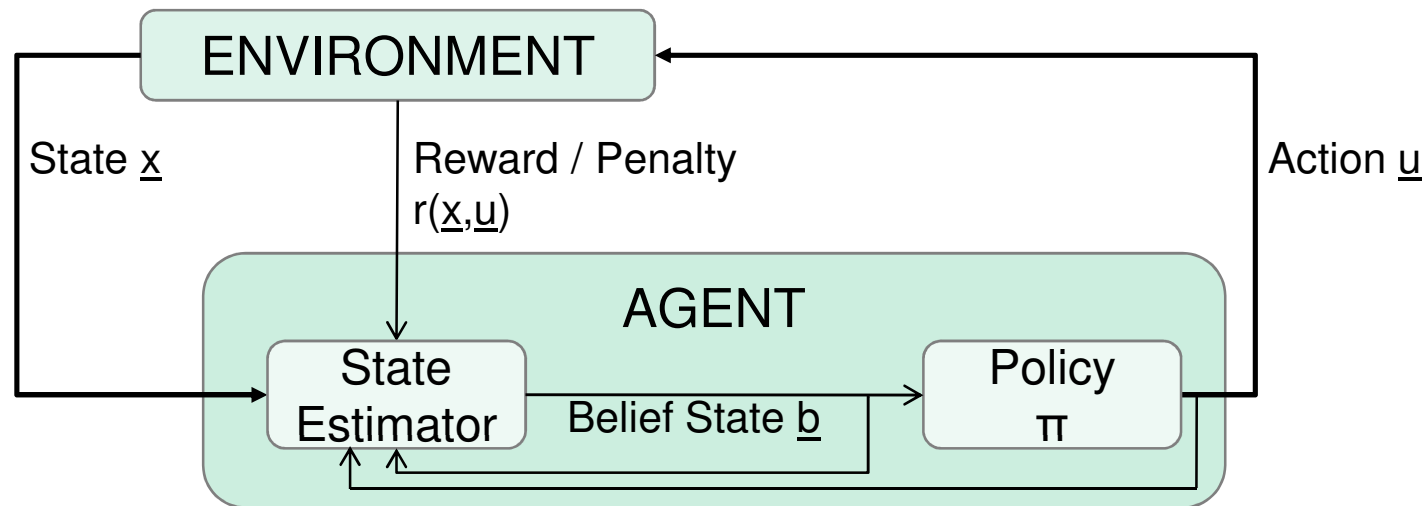 ENVIRONMENT
State x
Reward / Penalty
r(x,u)
Action u
AGENT
State
Estimator
Belief State b
Policy
π